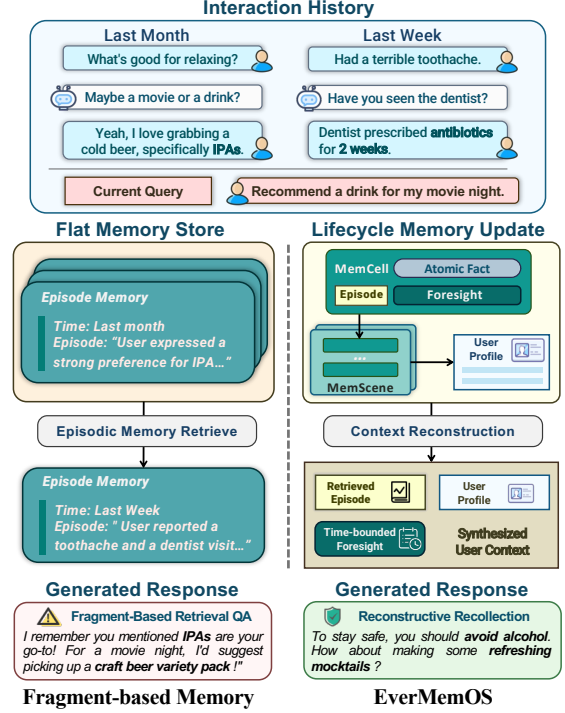 Interaction History
Last Month
What's good for relaxing?
Maybe a movie or a drink?
Yeah, I love grabbing a
cold beer, specifically IPAs.
Last Week
Had a terrible toothache.
Have you seen the dentist?
Dentist prescribed antibiotics
for 2 weeks.
Current Query
Recommend a drink for my movie night.
Flat Memory Store
Episode Memory
Time: Last month
Episode: “User expressed a
strong preference for IPA…”
Episodic Memory Retrieve
Episode Memory
Time: Last Week
Episode: " User reported a
toothache and a dentist visit…“
Generated Response
Fragment-Based Retrieval QA
I remember you mentioned IPAs are your
go-to! For a movie night, I'd suggest
picking up a craft beer variety pack !"
Fragment-based Memory
Lifecycle Memory Update
MemCell
Atomic Fact
Episode
Foresight
...
MemScene
User
Profile
Context Reconstruction
Retrieved
Episode
User
Profile
Time-bounded
Foresight
Synthesized
User Context
Generated Response
Reconstructive Recollection
To stay safe, you should avoid alcohol.
How about making some refreshing
mocktails ?
EverMemOS